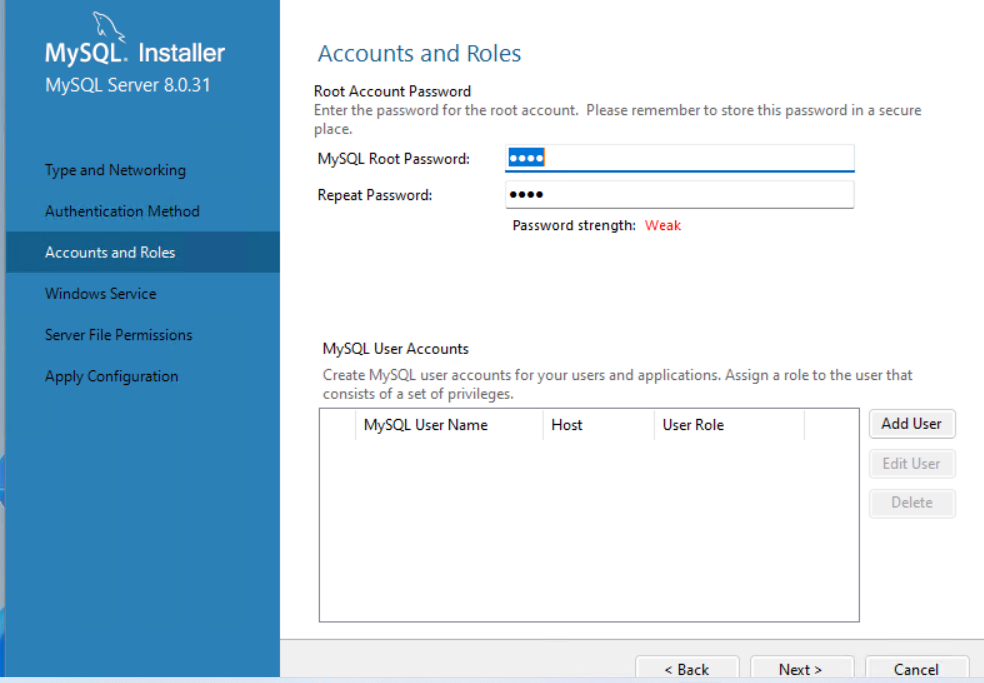 MySQL. Installer
MySQL Server 8.0.31
Type and Networking
Authentication Method
Accounts and Roles
Windows Service
Server File Permissions
Apply Configuration
Accounts and Roles
Root Account Password
Enter the password for the root account. Please remember to store this password in a secure
place.
MySQL Root Password: ●●●●
Repeat Password: ●●●●
Password strength: Weak
MySQL User Accounts
Create MySQL user accounts for your users and applications. Assign a role to the user that
consists of a set of privileges.
MySQL User Name Host User Role
Add User
Edit User
Delete
< Back Next > Cancel